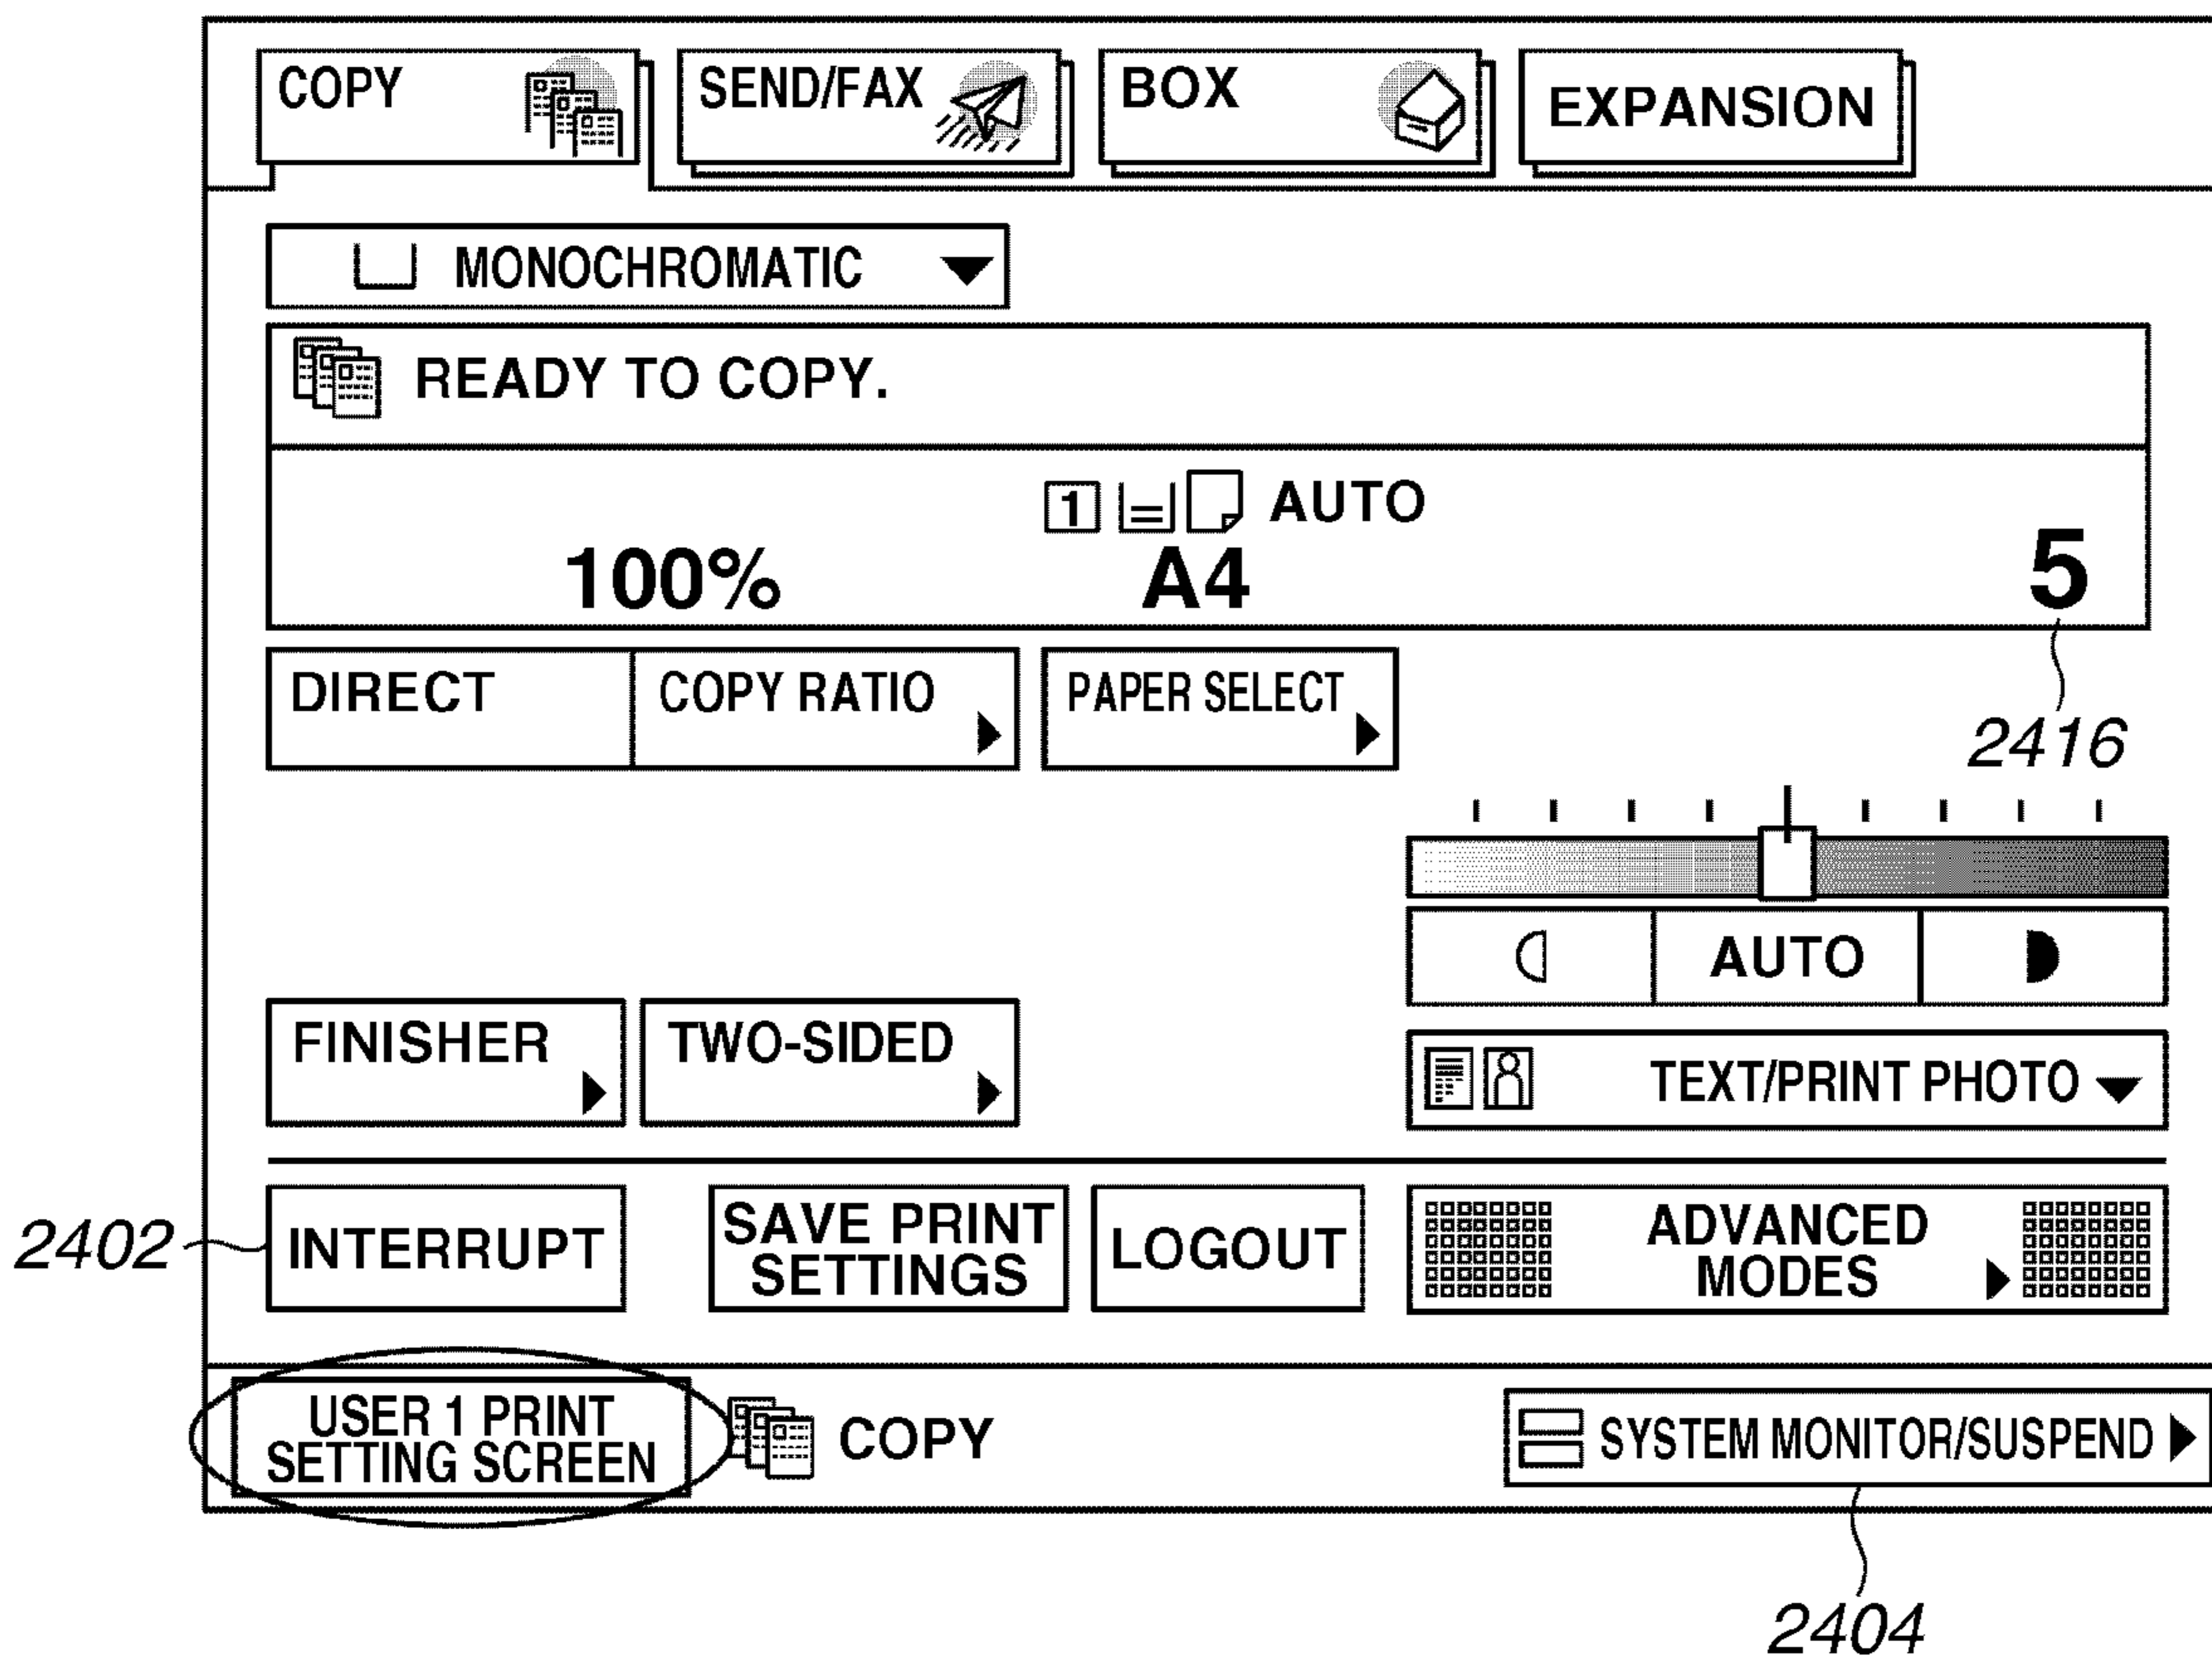 COPY
SEND/FAX
BOX
EXPANSION
MONOCHROMATIC
READY TO COPY.
1 AUTO
100%
A4
5
DIRECT
COPY RATIO
PAPER SELECT
2416
AUTO
FINISHER
TWO-SIDED
TEXT/PRINT PHOTO
2402
INTERRUPT
SAVE PRINT
SETTINGS
LOGOUT
ADVANCED
MODES
USER 1 PRINT
SETTING SCREEN
COPY
SYSTEM MONITOR/SUSPEND
2404